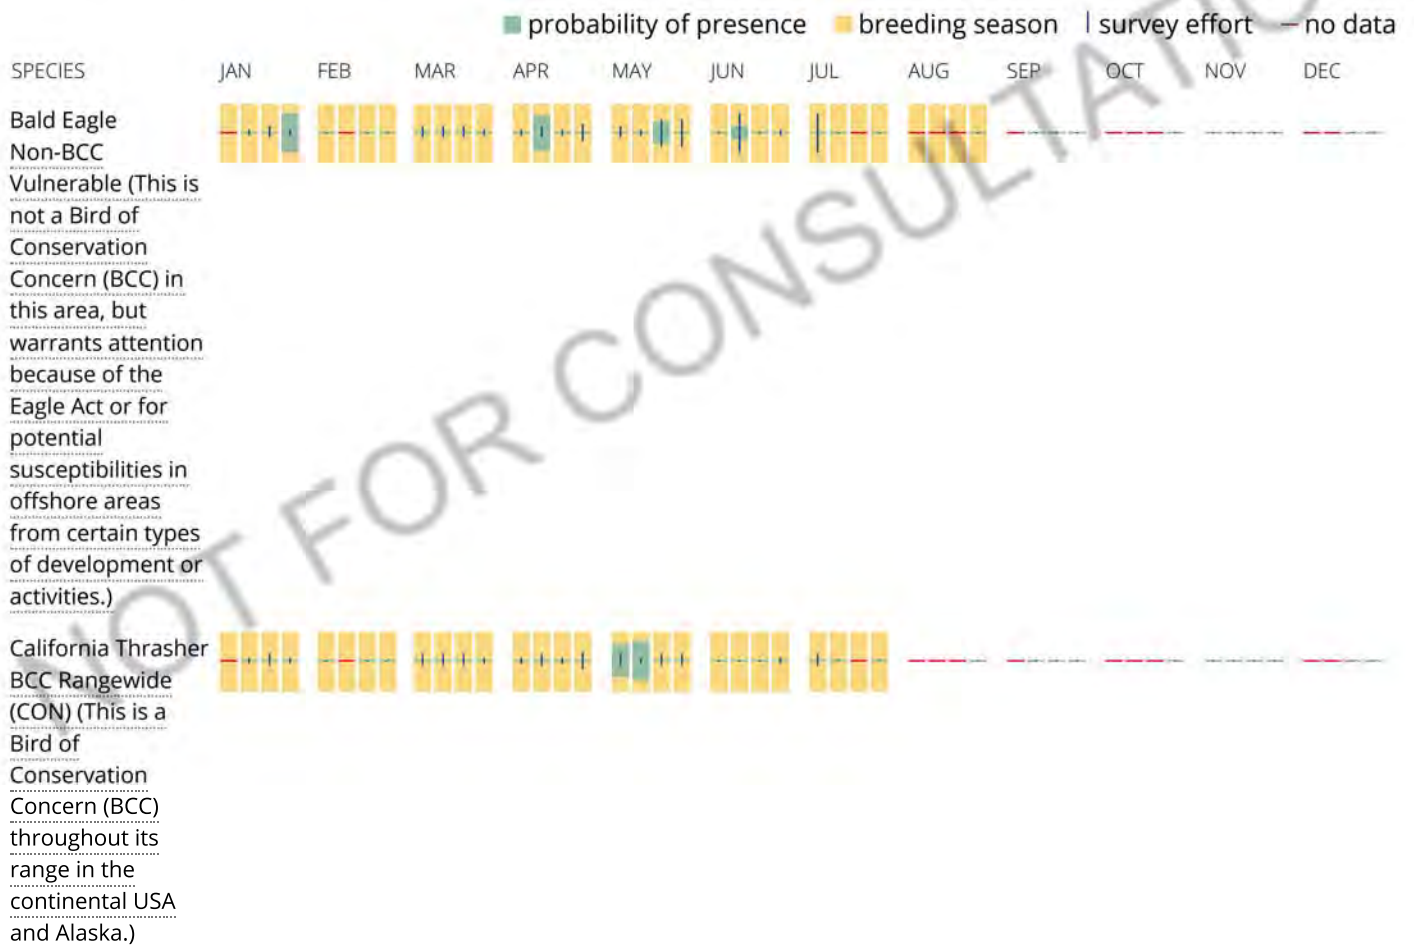 probability of presence breeding season survey effort no data
SPECIES JAN FEB MAR APR MAY JUN JUL AUG SEP OCT NOV DEC
Bald Eagle
Non-BCC
Vulnerable (This is
not a Bird of
Conservation
Concern (BCC) in
this area, but
warrants attention
because of the
Eagle Act or for
potential
susceptibilities in
offshore areas
from certain types
of development or
activities.)
California Thrasher
BCC Rangewide
(CON) (This is a
Bird of
Conservation
Concern (BCC)
throughout its
range in the
continental USA
and Alaska.)
NOT FOR CONSULTATIO